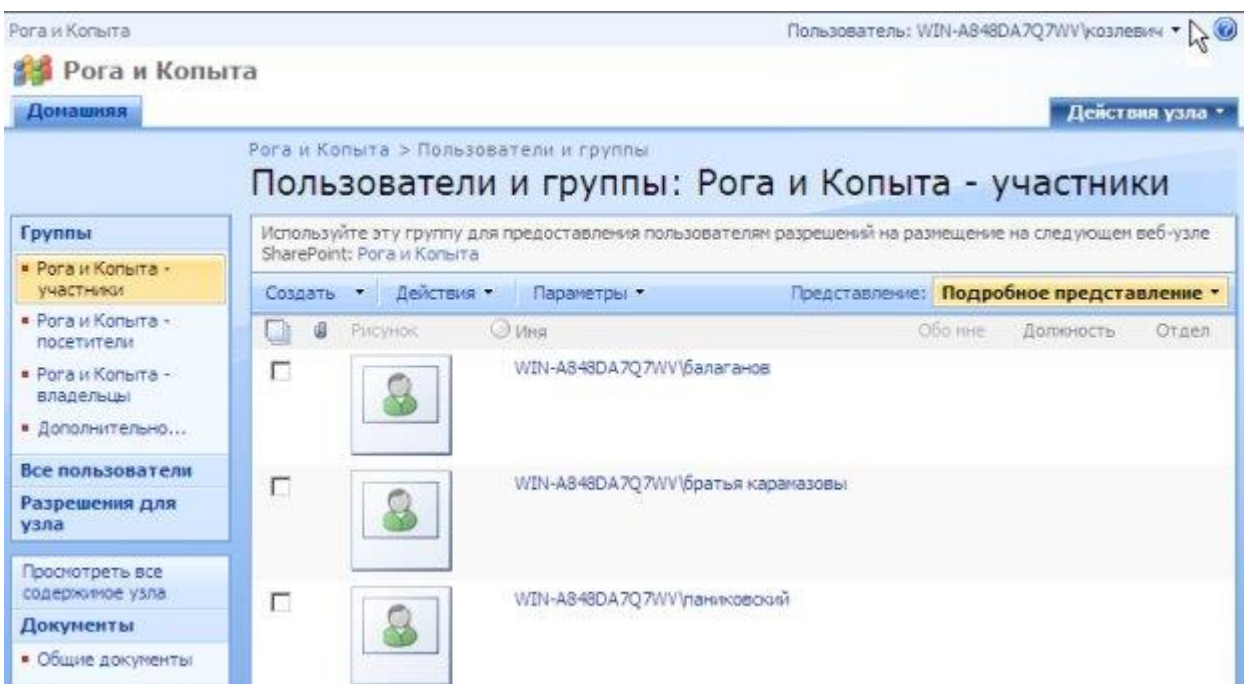 Рога и Копыта
Пользователь: WIN-A848DA7Q7WV\козлевич
Рога и Копыта
Домашняя
Действия узла
Рога и Копыта > Пользователи и группы
Пользователи и группы: Рога и Копыта - участники
Группы
Рога и Копыта -
участники
Рога и Копыта -
посетители
Рога и Копыта -
владельцы
Дополнительно...
Все пользователи
Разрешения для
узла
Просмотреть все
содержимое узла
Документы
Общие документы
Используйте эту группу для предоставления пользователям разрешений на размещение на следующем веб-узле
SharePoint: Рога и Копыта
Создать Действия Параметры Представление: Подробное представление
Рисунок Имя Обо мне Должность Отдел
WIN-A848DA7Q7WV\балаганов
WIN-A848DA7Q7WV\братья карамазовы
WIN-A848DA7Q7WV\паниковский